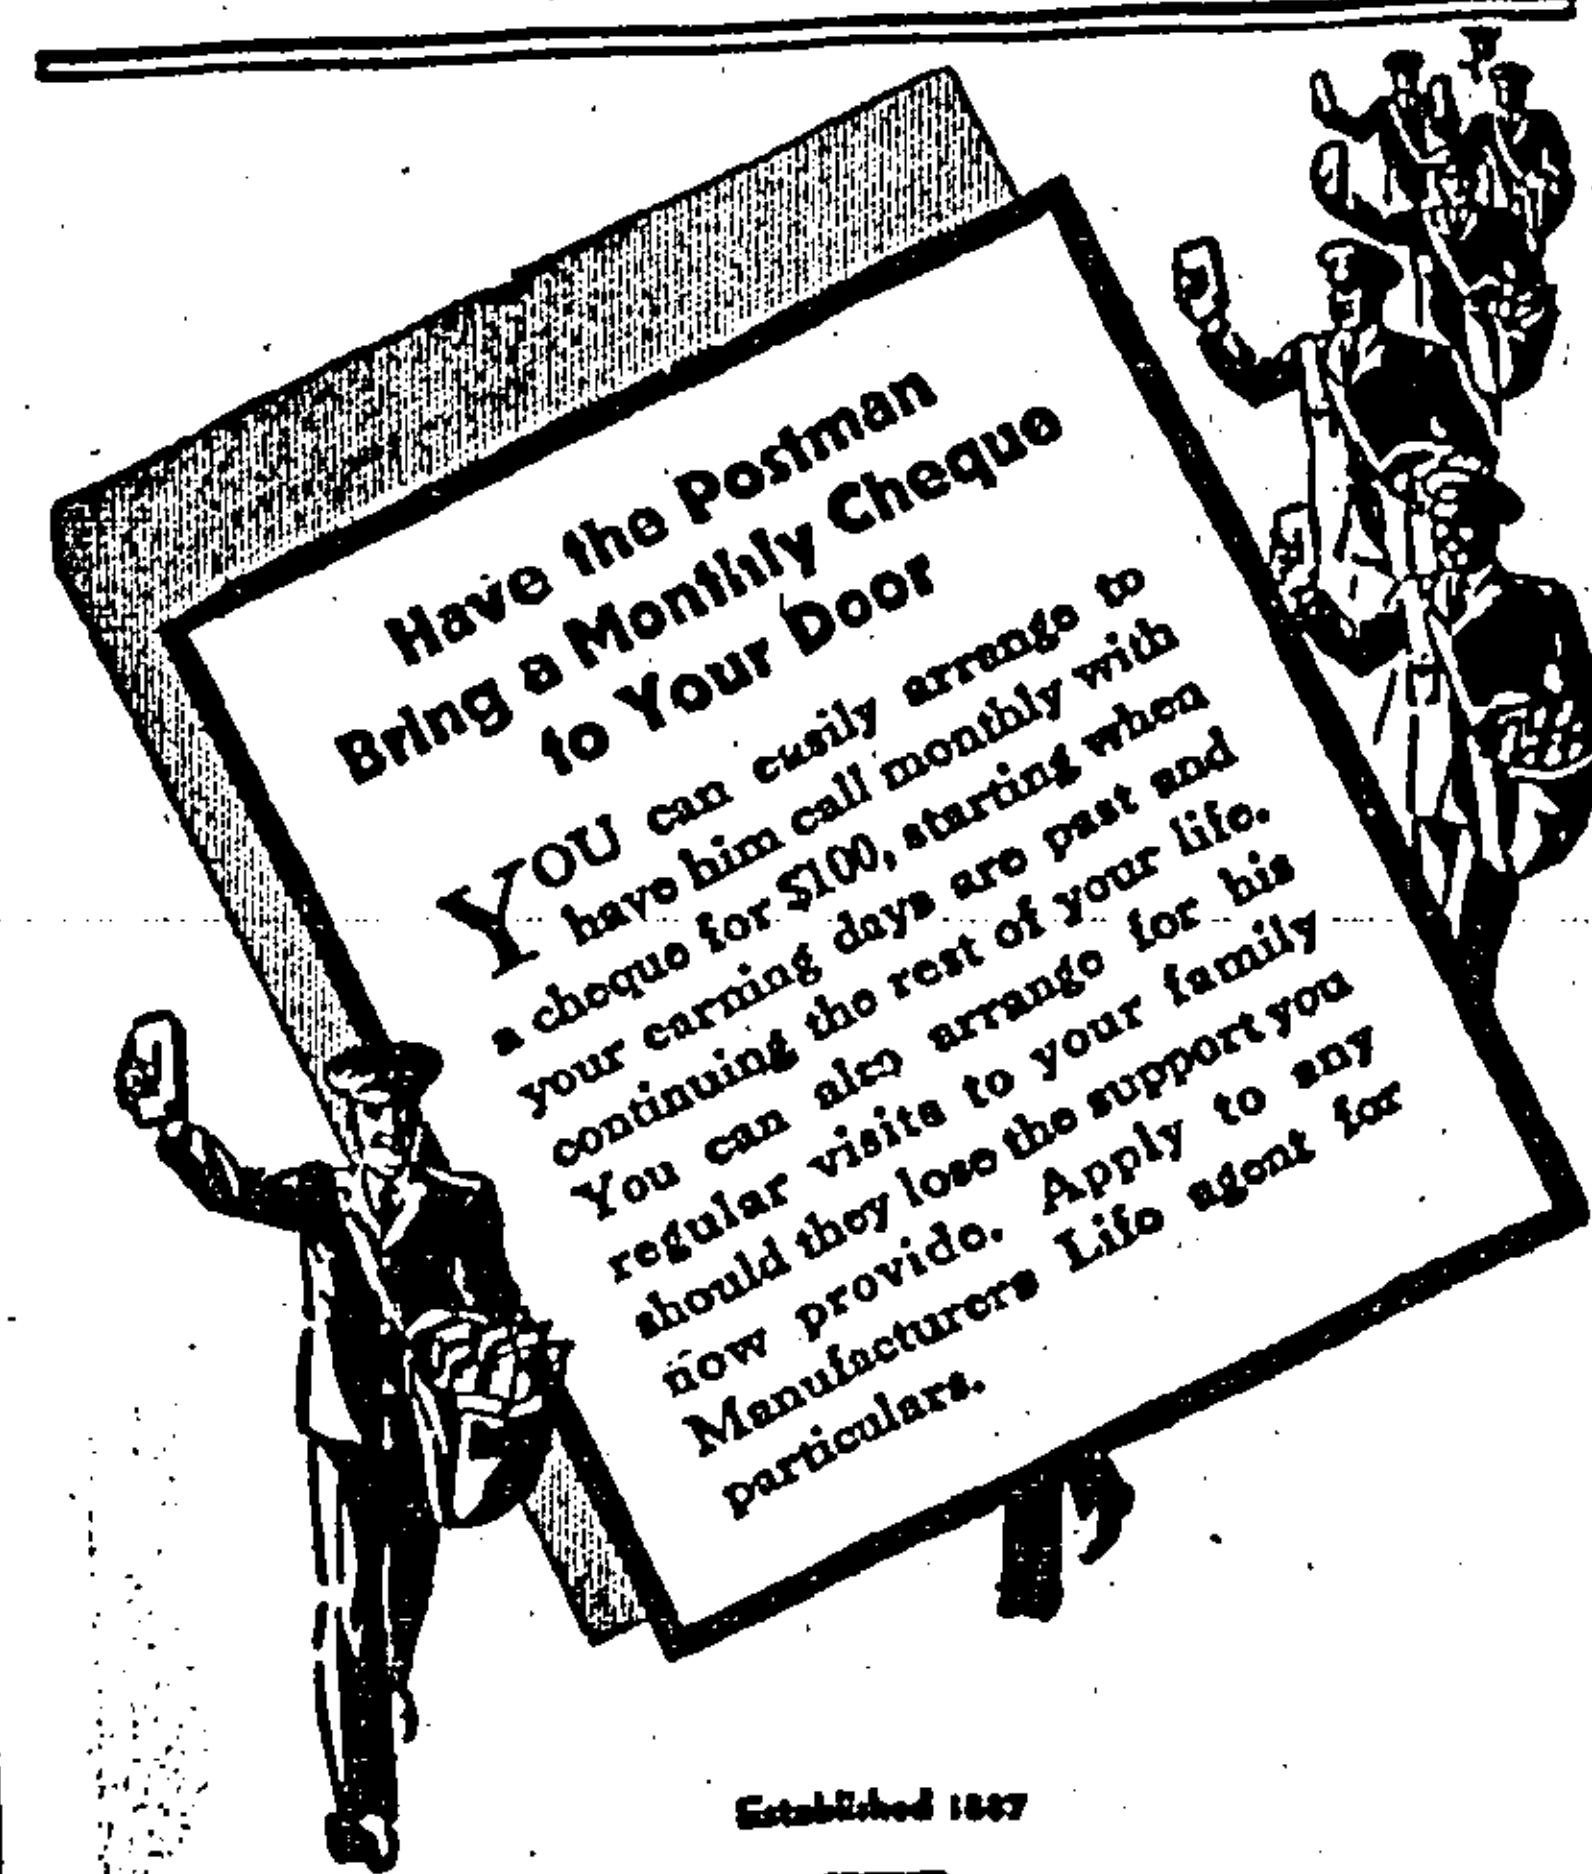 Have the Postman
Bring a Monthly Cheque
to Your Door
YOU can easily arrange to
have him call monthly with
a cheque for $100, starting when
your earning days are past and
continuing the rest of your life.
You can also arrange for his
regular visits to your family
should they lose the support you
now provide. Apply to any
Manufacturers Life agent for
particulars.
Established 1887